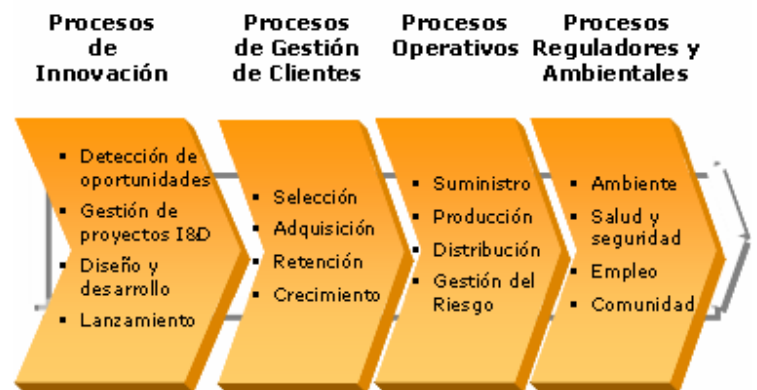 Procesos
de
Innovación
Procesos
de Gestión
de Clientes
Procesos
Operativos
Procesos
Reguladores y
Ambientales
▪ Detección de
oportunidades
▪ Gestión de
proyectos I&D
▪ Diseño y
desarrollo
▪ Lanzamiento
▪ Selección
▪ Adquisición
▪ Retención
▪ Crecimiento
▪ Suministro
▪ Producción
▪ Distribución
▪ Gestión del
Riesgo
▪ Ambiente
▪ Salud y
seguridad
▪ Empleo
▪ Comunidad